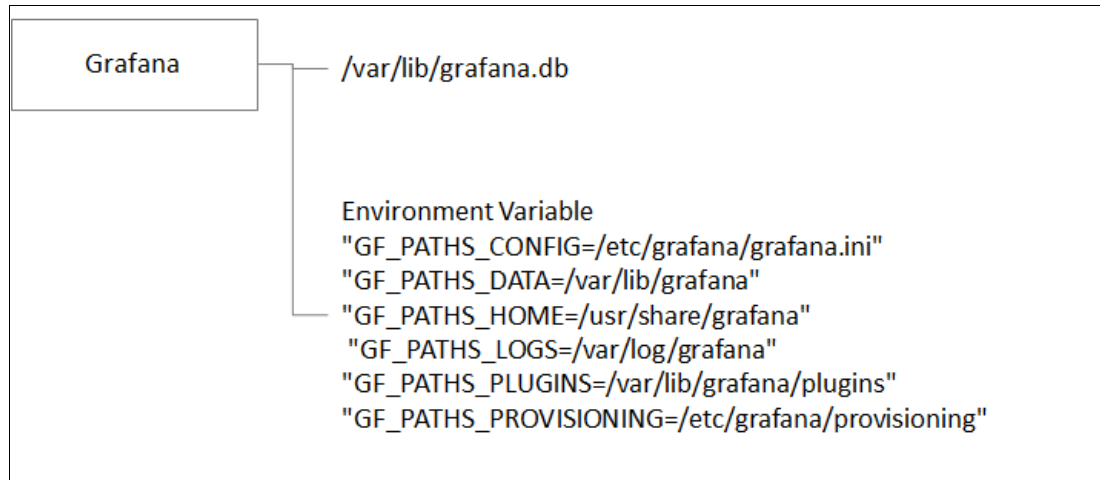 Grafana
/var/lib/grafana.db
Environment Variable
"GF_PATHS_CONFIG=/etc/grafana/grafana.ini"
"GF_PATHS_DATA=/var/lib/grafana"
"GF_PATHS_HOME=/usr/share/grafana"
"GF_PATHS_LOGS=/var/log/grafana"
"GF_PATHS_PLUGINS=/var/lib/grafana/plugins"
"GF_PATHS_PROVISIONING=/etc/grafana/provisioning"